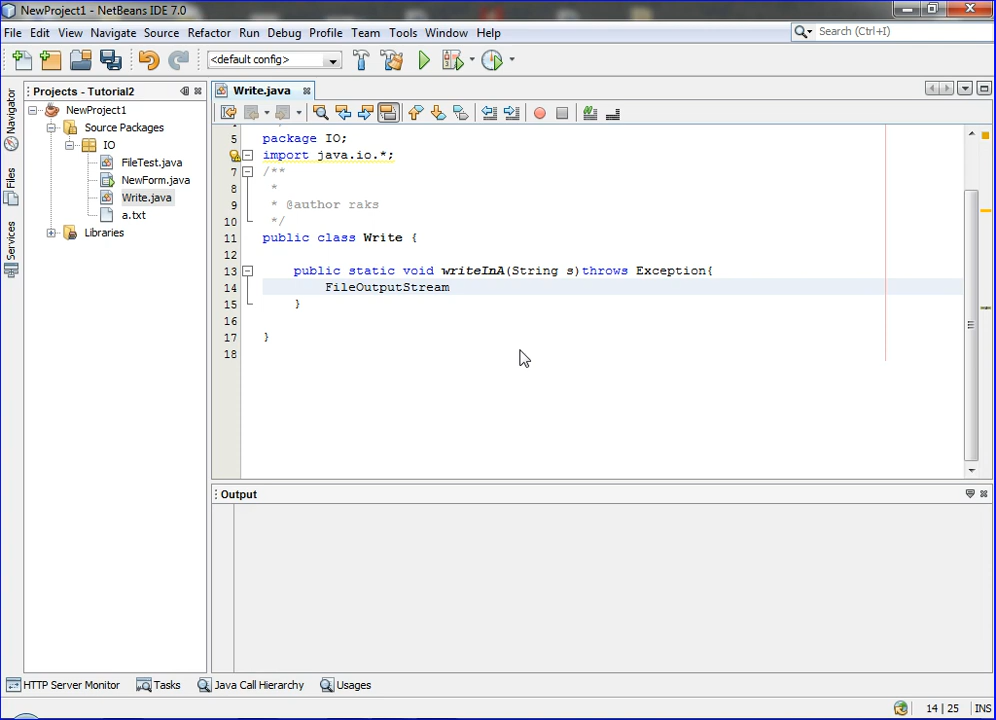 NewProject1 - NetBeans IDE 7.0
File Edit View Navigate Source Refactor Run Debug Profile Team Tools Window Help
Search (Ctrl+I)
<default config>
Projects - Tutorial2
Write.java
Navigator
Files
Services
NewProject1
Source Packages
IO
FileTest.java
NewForm.java
Write.java
a.txt
Libraries
5 package IO;
import java.io.*;
7 /**
8 *
9 * @author raks
10 */
11 public class Write {
12
13 public static void writeInA(String s)throws Exception{
14 FileOutputStream
15 }
16
17 }
18
Output
HTTP Server Monitor Tasks Java Call Hierarchy Usages
14 | 25 INS